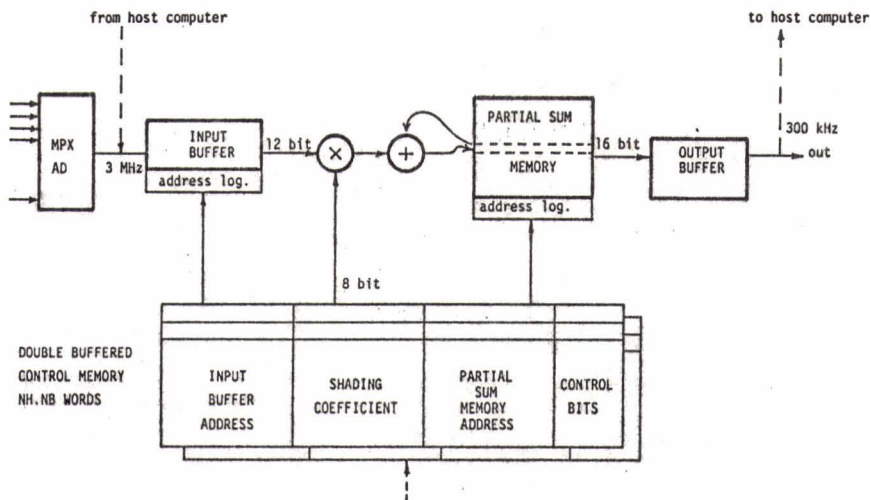 from host computer
to host computer
MPX
AD
3 MHz
INPUT
BUFFER
address log.
12 bit
×
+
PARTIAL SUM
MEMORY
address log.
16 bit
OUTPUT
BUFFER
300 kHz
out
8 bit
DOUBLE BUFFERED
CONTROL MEMORY
NH.NB WORDS
INPUT
BUFFER
ADDRESS
SHADING
COEFFICIENT
PARTIAL
SUM
MEMORY
ADDRESS
CONTROL
BITS